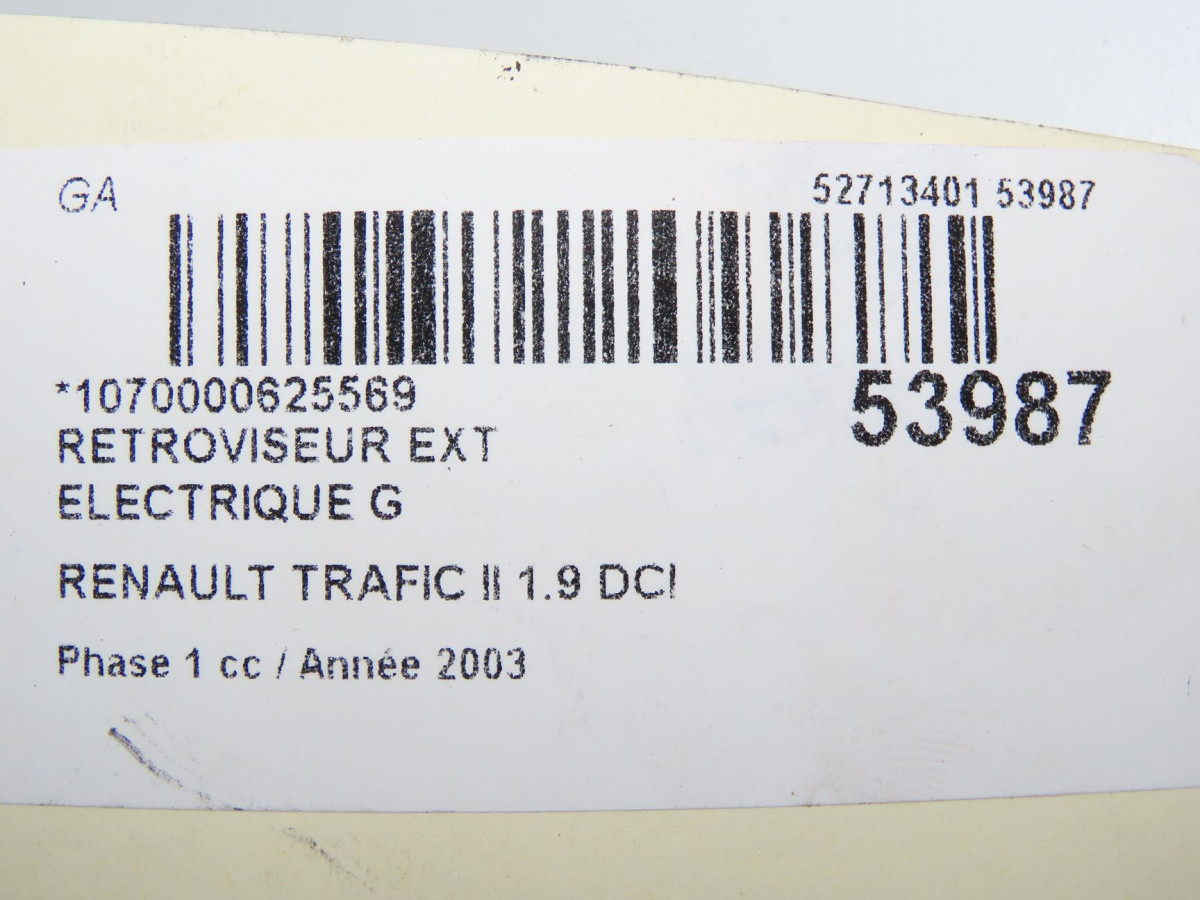 GA
52713401 53987
*1070000625569
53987
RETROVISEUR EXT
ELECTRIQUE G
RENAULT TRAFIC II 1.9 DCI
Phase 1 cc / Année 2003